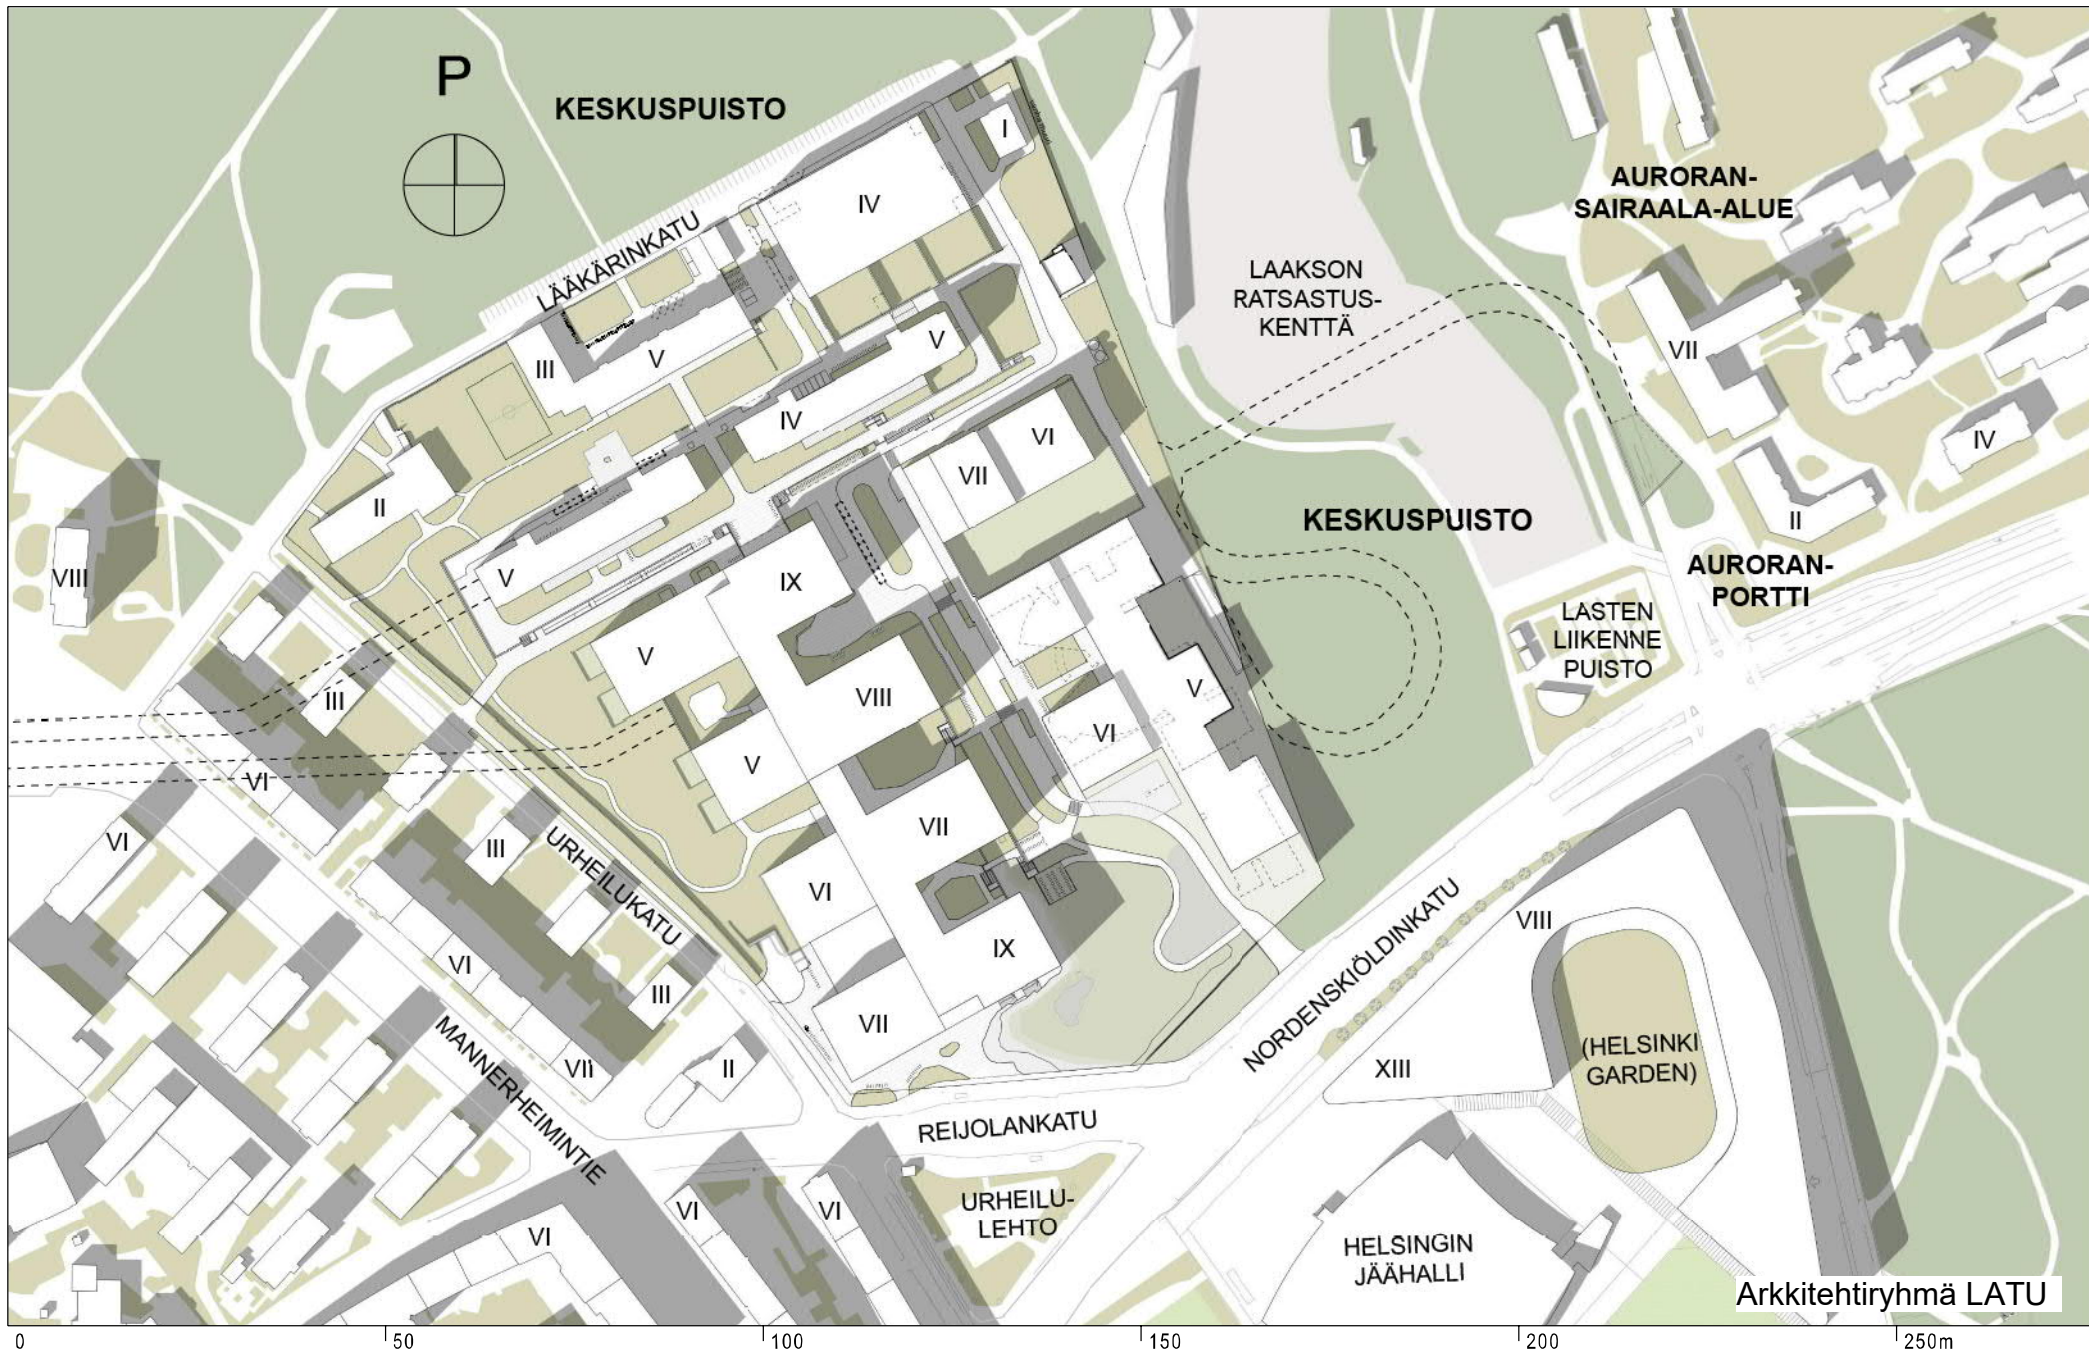 P
KESKUSPUISTO
I
IV
AURORAN-
SAIRAALA-ALUE
LÄÄKÄRINKATU
LAAKSON
RATSASTUS-
KENTTÄ
III
V
V
VII
IV
VI
VII
IV
II
II
KESKUSPUISTO
VIII
V
IX
AURORAN-
PORTTI
LASTEN
LIIKENNE
PUISTO
V
III
VIII
V
VI
V
VI
VI
III
VII
URHEILUKATU
VI
VI
III
IX
VII
VII
II
MANNERHEIMINTIE
NORDENSKIÖLDINKATU
VIII
XIII
(HELSINKI
GARDEN)
REIJOLANKATU
VI
VI
VI
URHEILU-
LEHTO
HELSINGIN
JÄÄHALLI
Arkkitehtiryhmä LATU
0 50 100 150 200 250m